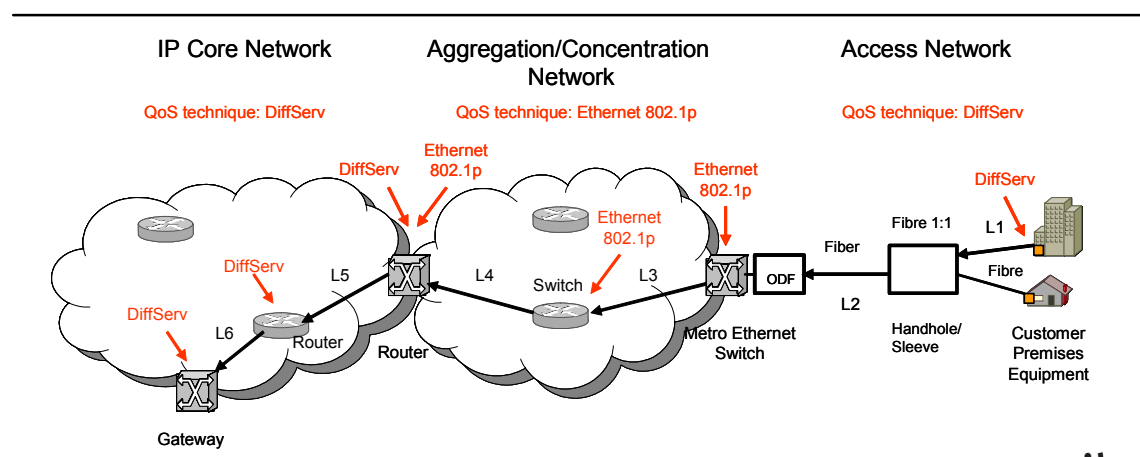 IP Core Network
Aggregation/Concentration
Network
Access Network
QoS technique: DiffServ
QoS technique: Ethernet 802.1p
QoS technique: DiffServ
DiffServ
Ethernet
802.1p
Ethernet
802.1p
DiffServ
Ethernet
802.1p
Fibre 1:1
L1
Fiber
DiffServ
L5
L4
Switch
L3
ODF
Fibre
L2
DiffServ
L6
Router
Router
Metro Ethernet
Switch
Handhole/
Sleeve
Customer
Premises
Equipment
Gateway